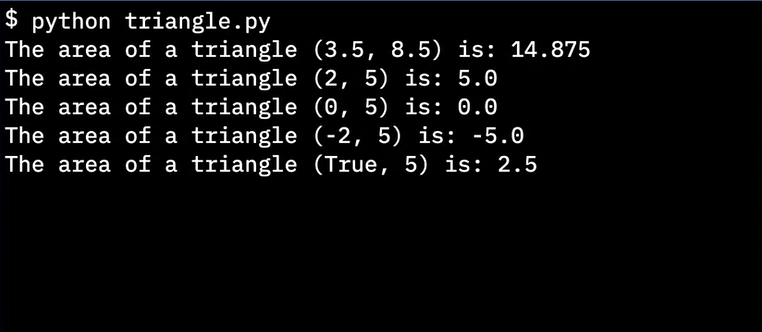 $ python triangle.py
The area of a triangle (3.5, 8.5) is: 14.875
The area of a triangle (2, 5) is: 5.0
The area of a triangle (0, 5) is: 0.0
The area of a triangle (-2, 5) is: -5.0
The area of a triangle (True, 5) is: 2.5